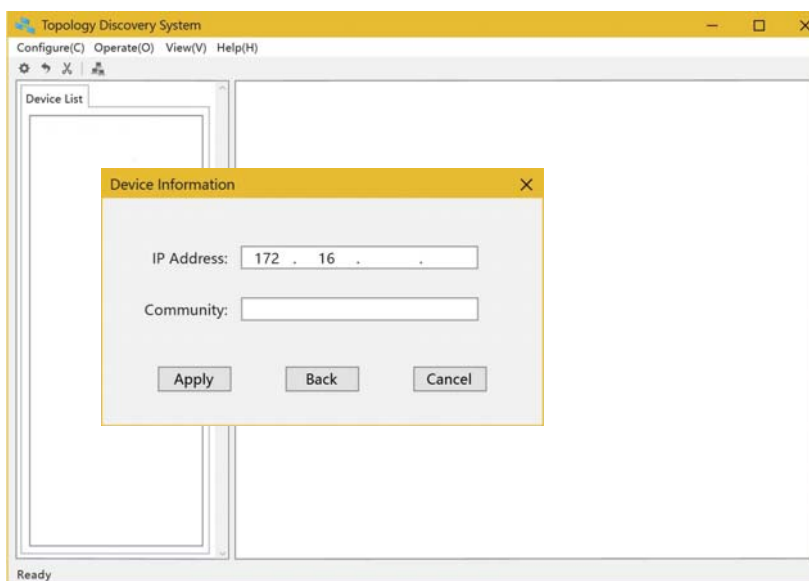 Topology Discovery System
Configure(C) Operate(O) View(V) Help(H)
Device List
Device Information
IP Address: 172 . 16 . .
Community:
Apply Back Cancel
Ready